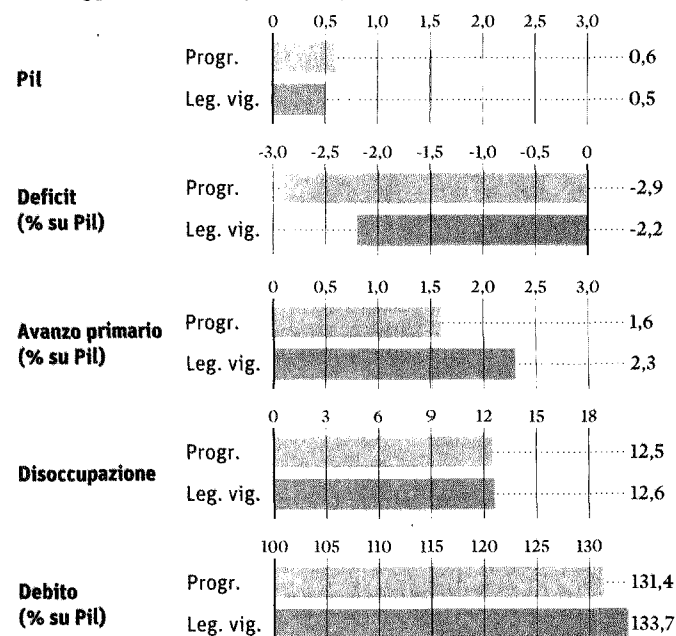 0 0,5 1,0 1,5 2,0 2,5 3,0
Pil
Progr. 0,6
Leg. vig. 0,5
-3,0 -2,5 -2,0 -1,5 -1,0 -0,5 0
Deficit
(% su Pil)
Progr. -2,9
Leg. vig. -2,2
0 0,5 1,0 1,5 2,0 2,5 3,0
Avanzo primario
(% su Pil)
Progr. 1,6
Leg. vig. 2,3
0 3 6 9 12 15 18
Disoccupazione
Progr. 12,5
Leg. vig. 12,6
100 105 110 115 120 125 130
Debito
(% su Pil)
Progr. 131,4
Leg. vig. 133,7